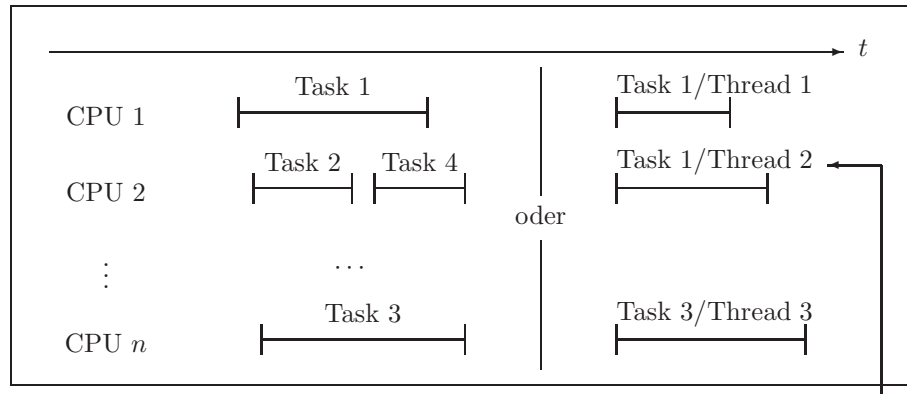 t
Task 1 Task 1/Thread 1
CPU 1
Task 2 Task 4 Task 1/Thread 2
CPU 2
oder
⋮ ...
Task 3 Task 3/Thread 3
CPU n